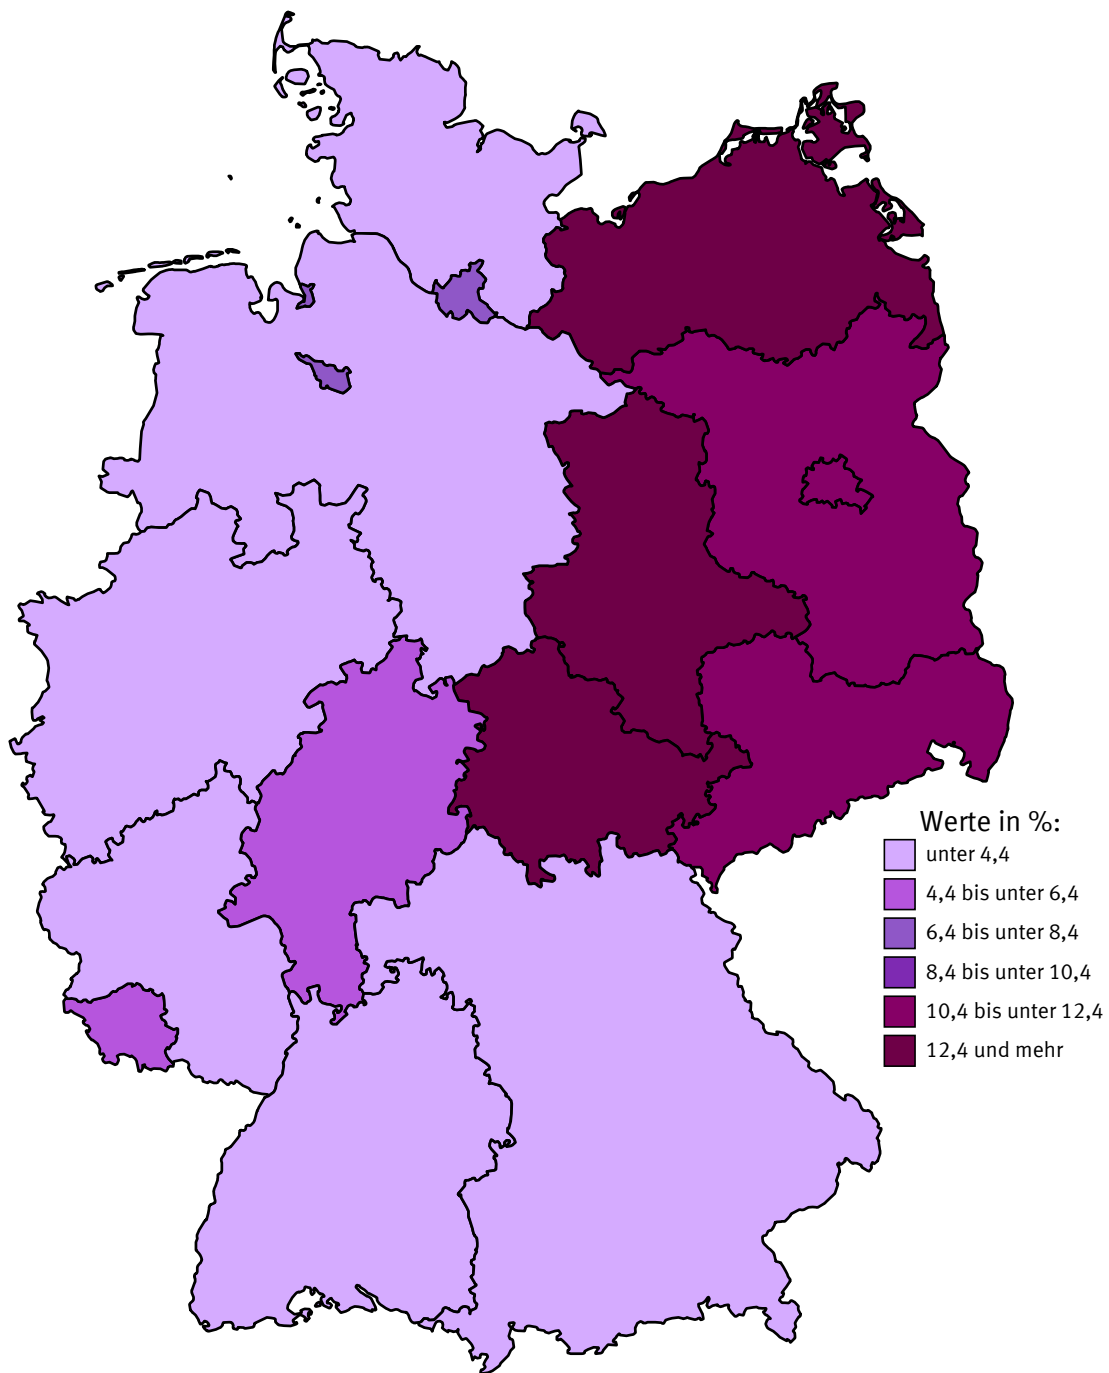 Werte in %:
unter 4,4
4,4 bis unter 6,4
6,4 bis unter 8,4
8,4 bis unter 10,4
10,4 bis unter 12,4
12,4 und mehr